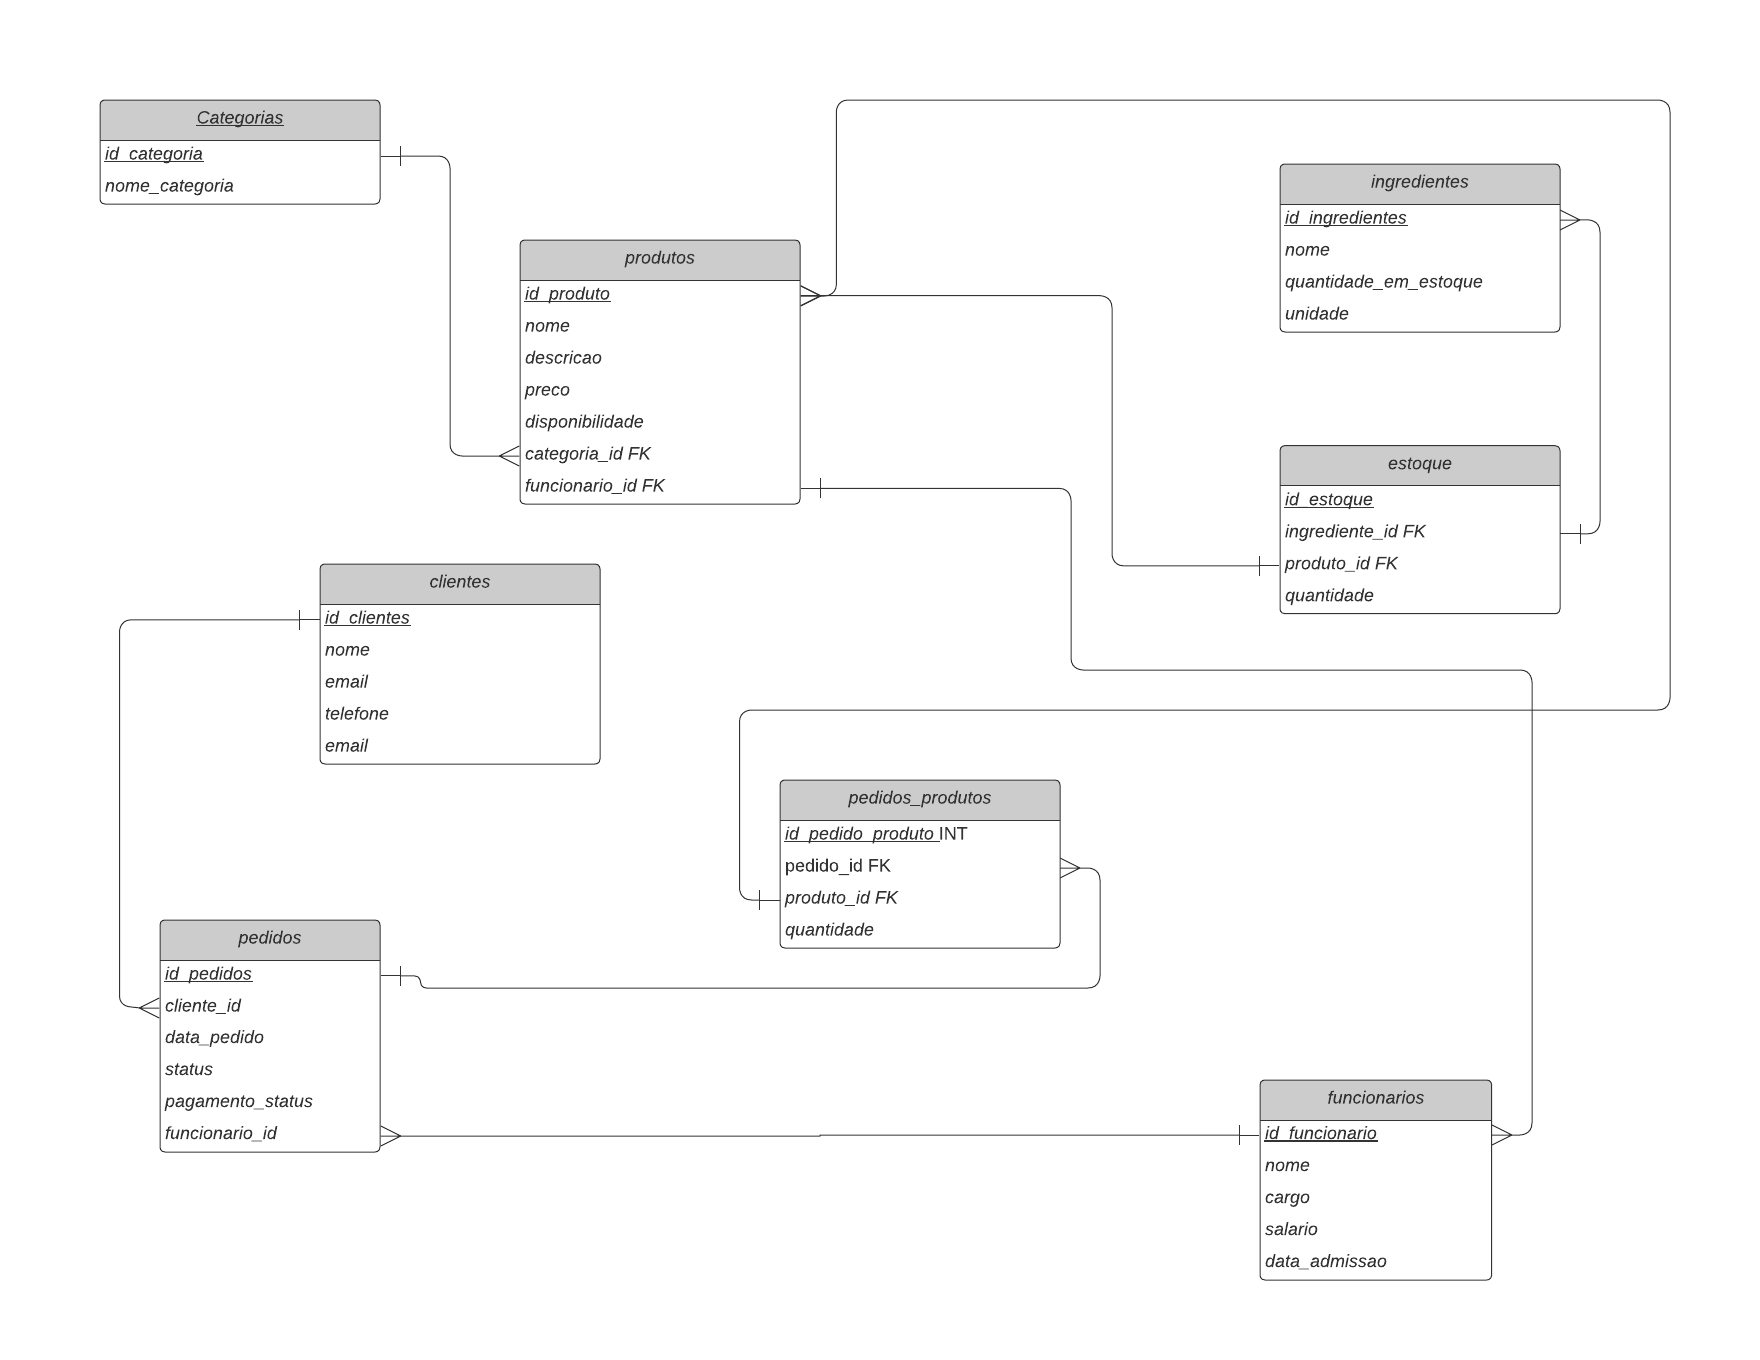 Categorias
id_categoria
nome_categoria
produtos
id_produto
nome
descricao
preco
disponibilidade
categoria_id FK
funcionario_id FK
ingredientes
id_ingredientes
nome
quantidade_em_estoque
unidade
estoque
id_estoque
ingrediente_id FK
produto_id FK
quantidade
clientes
id_clientes
nome
email
telefone
email
pedidos_produtos
id_pedido_produto INT
pedido_id FK
produto_id FK
quantidade
pedidos
id_pedidos
cliente_id
data_pedido
status
pagamento_status
funcionario_id
funcionarios
id_funcionario
nome
cargo
salario
data_admissao